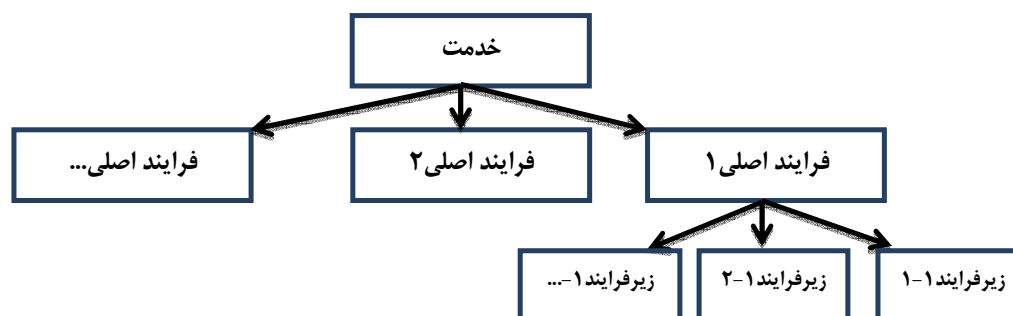 خدمت
فرایند اصلی۱
فرایند اصلی۲
فرایند اصلی...
زیرفرایند۱-۱
زیرفرایند۱-۲
زیرفرایند۱-...